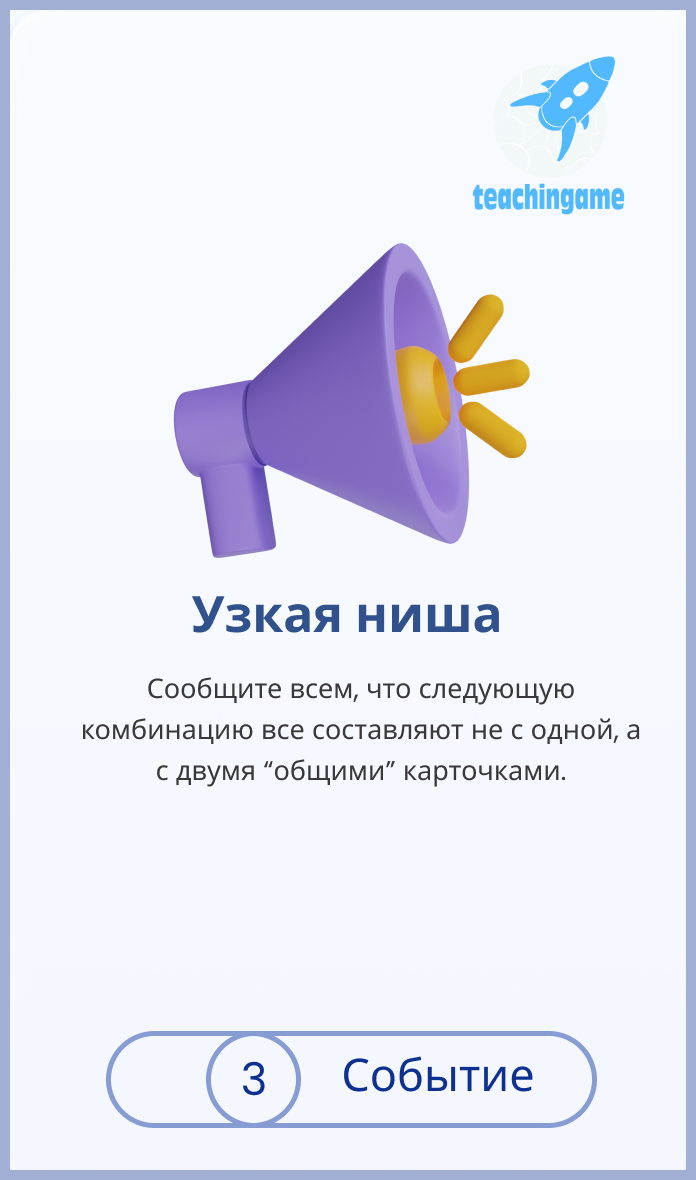 teachingame
Узкая ниша
Сообщите всем, что следующую
комбинацию все составляют не с одной, а
с двумя “общими” карточками.
3 Событие